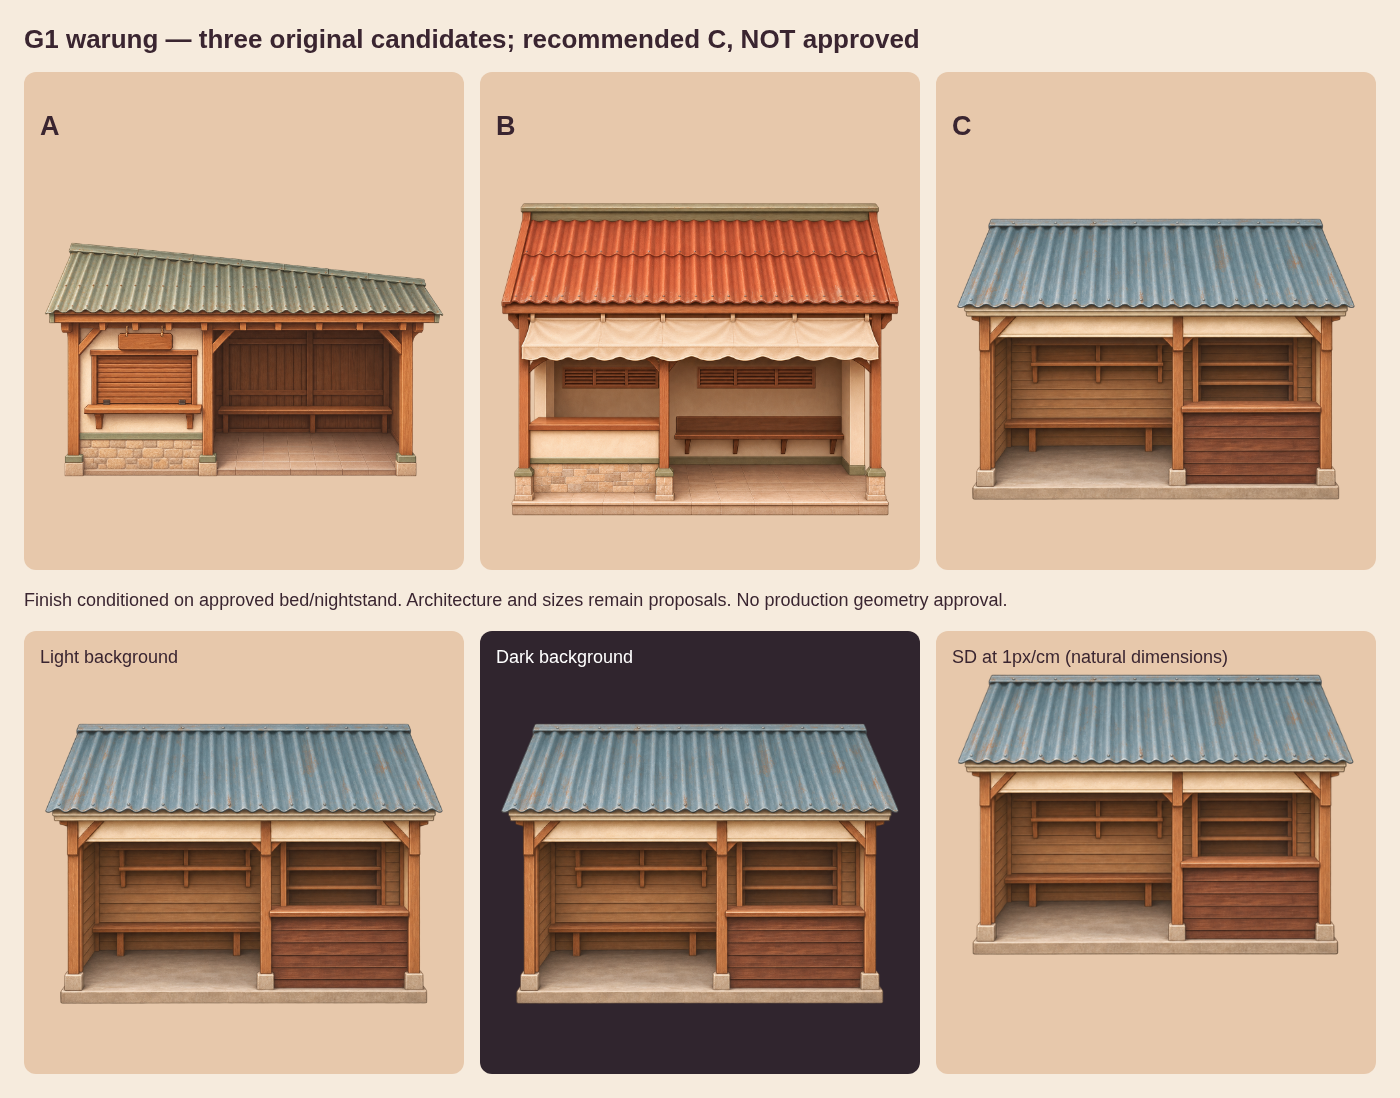 G1 warung — three original candidates; recommended C, NOT approved
A
B
C
Finish conditioned on approved bed/nightstand. Architecture and sizes remain proposals. No production geometry approval.
Light background
Dark background
SD at 1px/cm (natural dimensions)